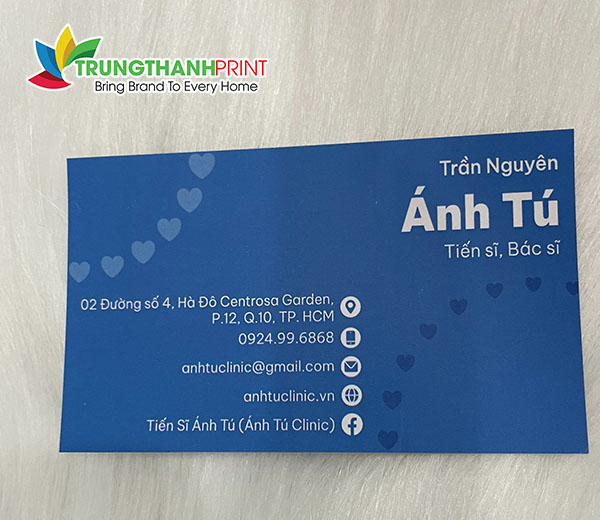 TRUNGTHANHPRINT
Bring Brand To Every Home
Trần Nguyên
Ánh Tú
Tiến sĩ, Bác sĩ
02 Đường số 4, Hà Đô Centrosa Garden,
P.12, Q.10, TP. HCM
0924.99.6868
anhtuclinic@gmail.com
anhtuclinic.vn
Tiến Sĩ Ánh Tú (Ánh Tú Clinic)